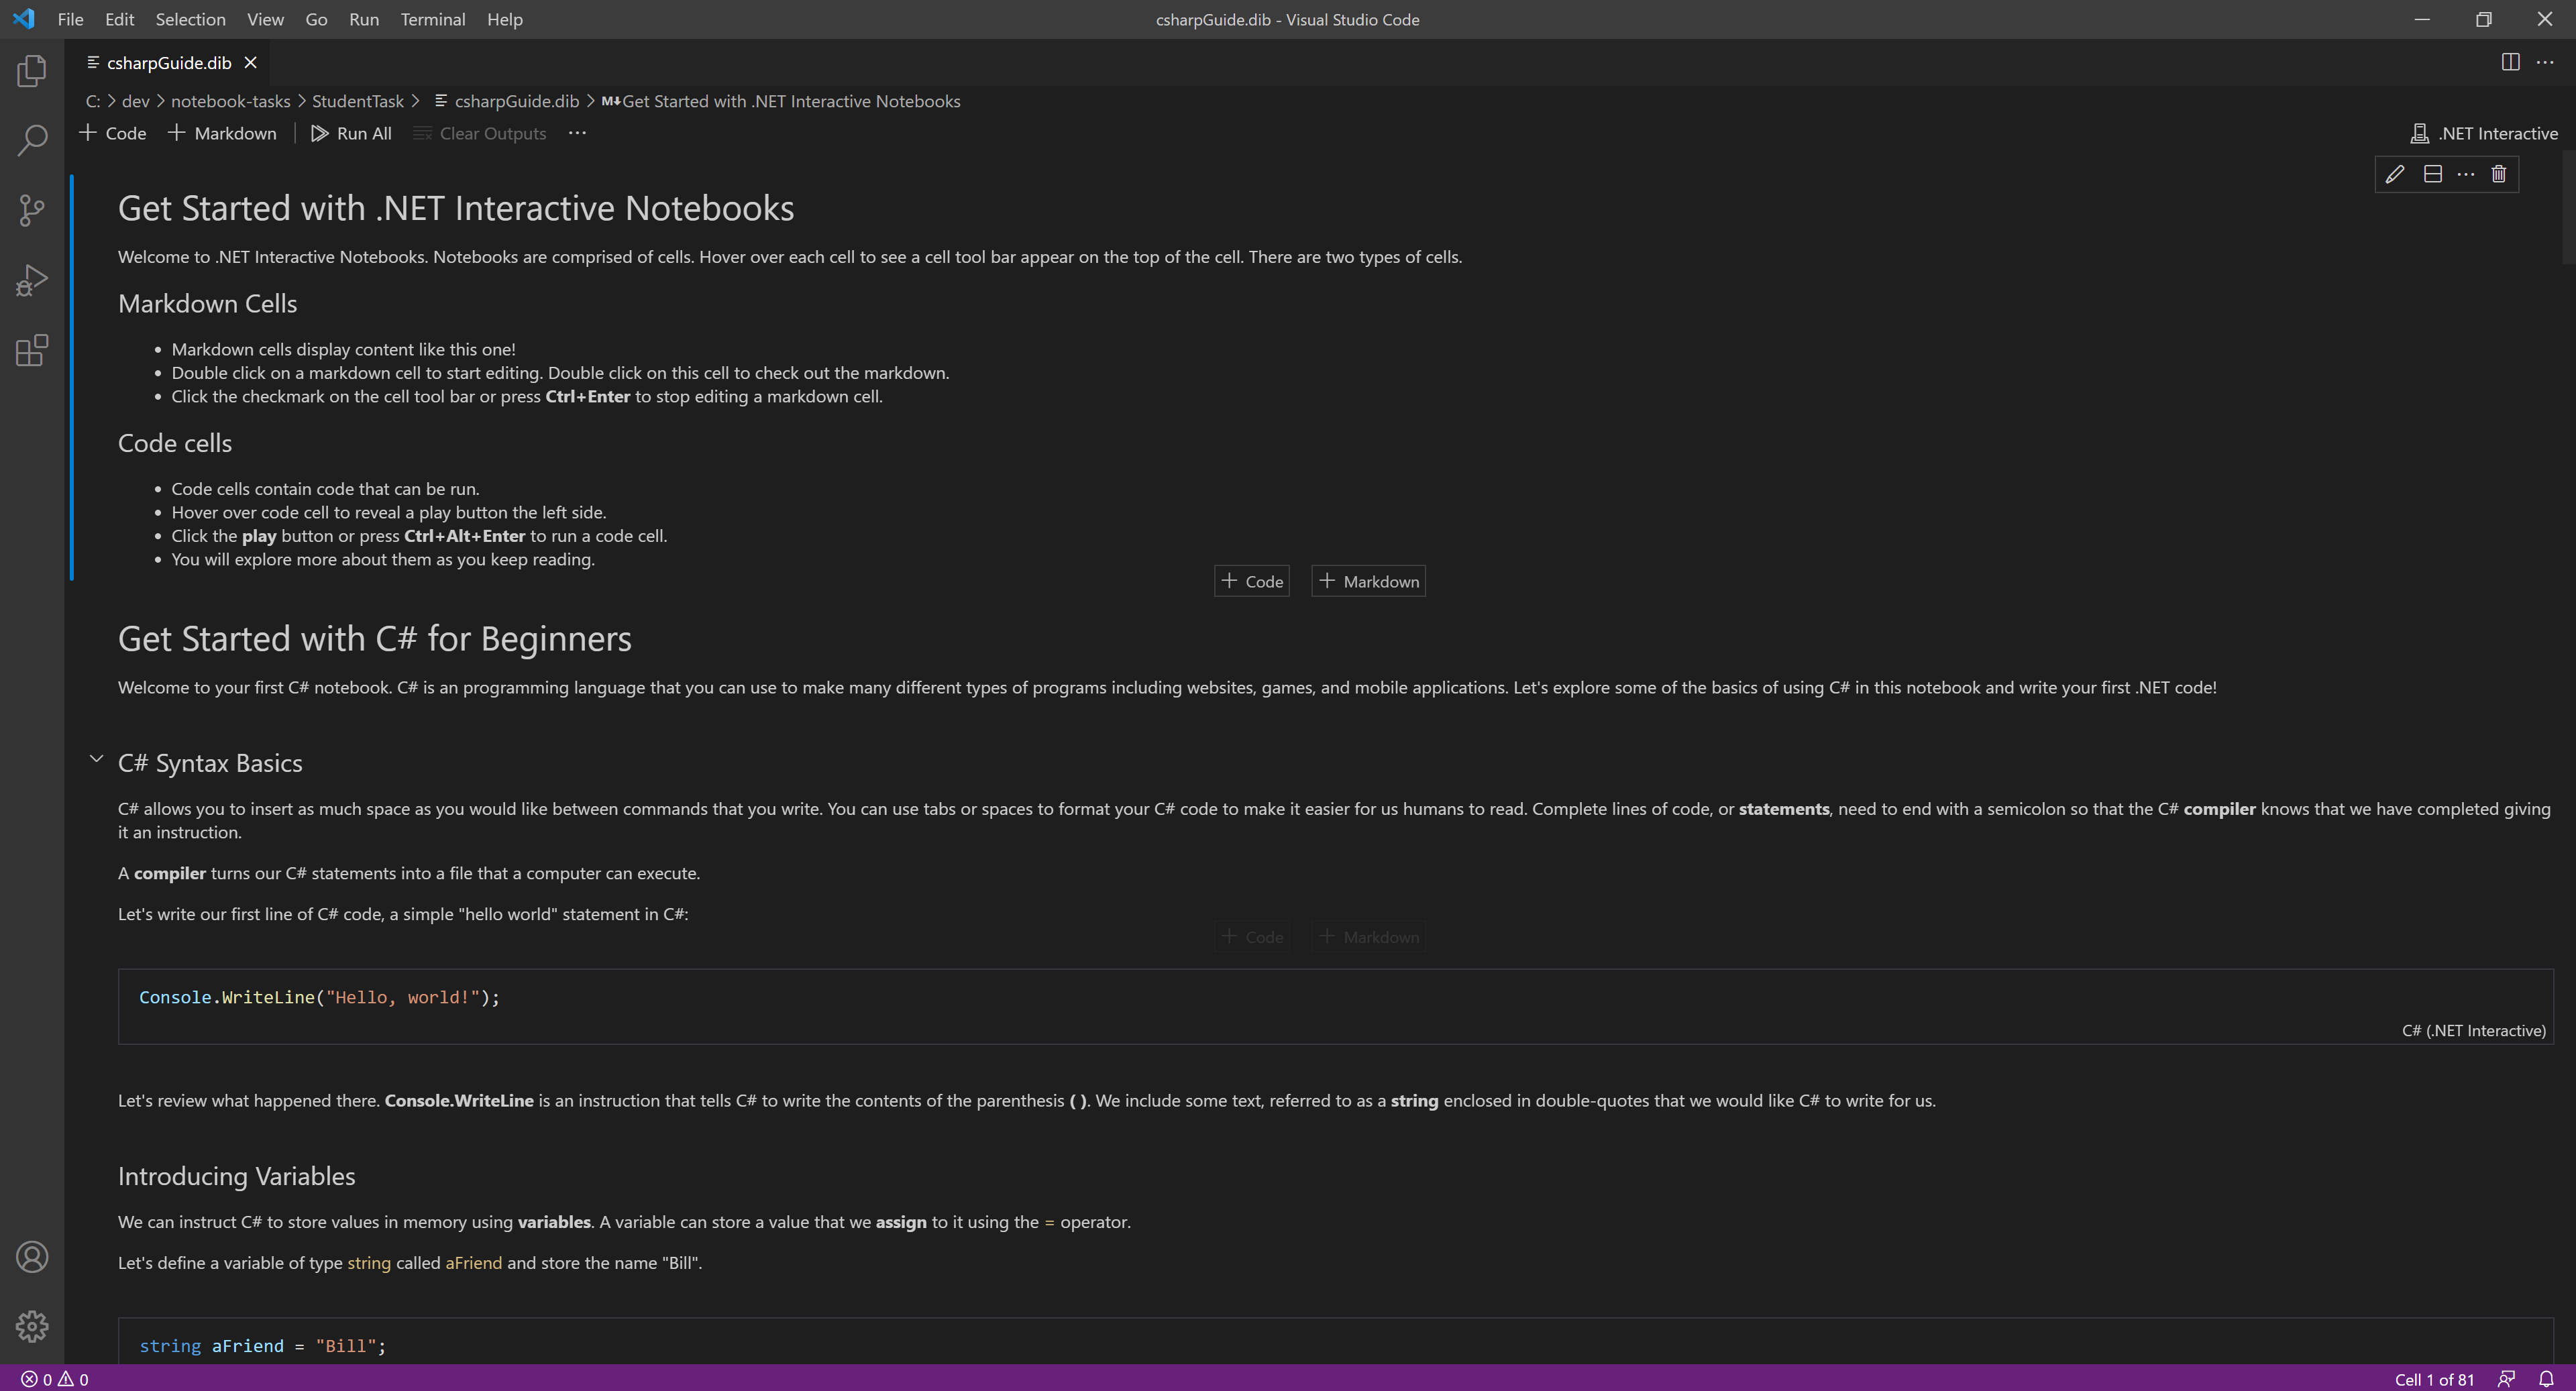 File Edit Selection View Go Run Terminal Help csharpGuide.dib - Visual Studio Code
csharpGuide.dib
C: > dev > notebook-tasks > StudentTask > csharpGuide.dib > M↓Get Started with .NET Interactive Notebooks
+ Code + Markdown Run All Clear Outputs ... .NET Interactive
Get Started with .NET Interactive Notebooks
Welcome to .NET Interactive Notebooks. Notebooks are comprised of cells. Hover over each cell to see a cell tool bar appear on the top of the cell. There are two types of cells.
Markdown Cells
• Markdown cells display content like this one!
• Double click on a markdown cell to start editing. Double click on this cell to check out the markdown.
• Click the checkmark on the cell tool bar or press Ctrl+Enter to stop editing a markdown cell.
Code cells
• Code cells contain code that can be run.
• Hover over code cell to reveal a play button the left side.
• Click the play button or press Ctrl+Alt+Enter to run a code cell.
• You will explore more about them as you keep reading.
+ Code + Markdown
Get Started with C# for Beginners
Welcome to your first C# notebook. C# is an programming language that you can use to make many different types of programs including websites, games, and mobile applications. Let's explore some of the basics of using C# in this notebook and write your first .NET code!
C# Syntax Basics
C# allows you to insert as much space as you would like between commands that you write. You can use tabs or spaces to format your C# code to make it easier for us humans to read. Complete lines of code, or statements, need to end with a semicolon so that the C# compiler knows that we have completed giving
it an instruction.
A compiler turns our C# statements into a file that a computer can execute.
Let's write our first line of C# code, a simple "hello world" statement in C#:
+ Code + Markdown
Console.WriteLine("Hello, world!");
C# (.NET Interactive)
Let's review what happened there. Console.WriteLine is an instruction that tells C# to write the contents of the parenthesis ( ). We include some text, referred to as a string enclosed in double-quotes that we would like C# to write for us.
Introducing Variables
We can instruct C# to store values in memory using variables. A variable can store a value that we assign to it using the = operator.
Let's define a variable of type string called aFriend and store the name "Bill".
string aFriend = "Bill";
0 0 Cell 1 of 81